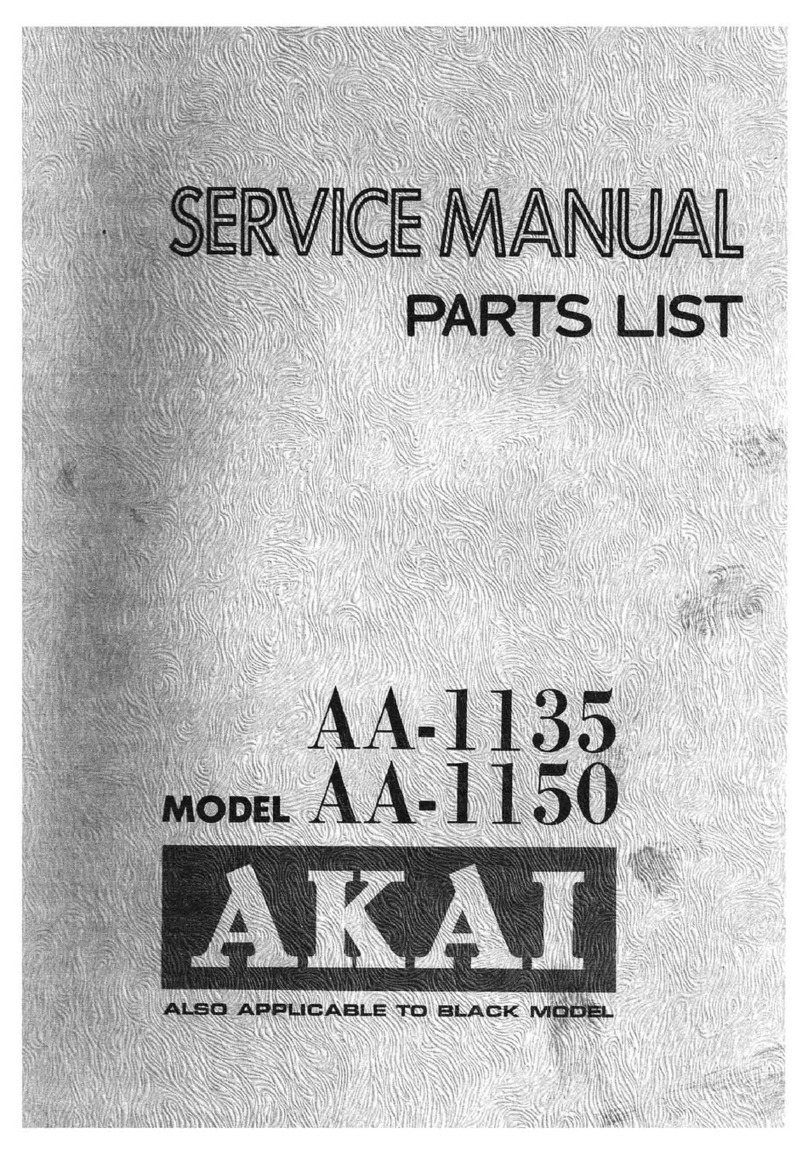 SERVICE MANUAL
PARTS LIST
AA-1135
MODEL AA-1150
AKAI
ALSO APPLICABLE TO BLACK MODEL